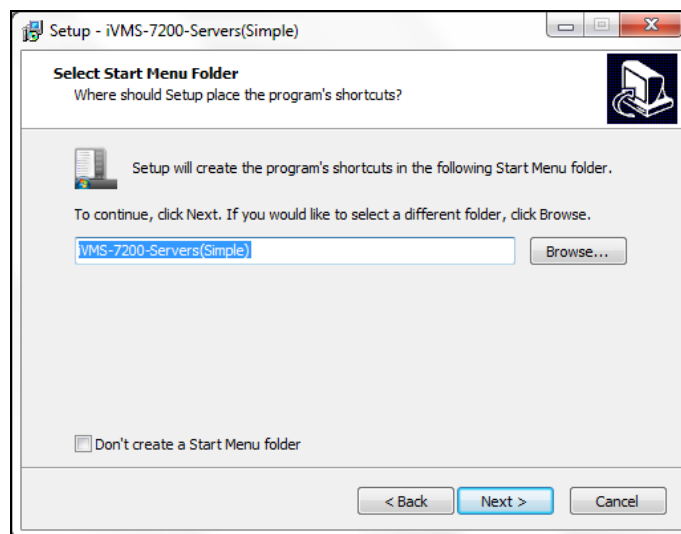 Setup - iVMS-7200-Servers(Simple)
Select Start Menu Folder
Where should Setup place the program's shortcuts?
Setup will create the program's shortcuts in the following Start Menu folder.
To continue, click Next. If you would like to select a different folder, click Browse.
iVMS-7200-Servers(Simple)
Browse...
Don't create a Start Menu folder
< Back
Next >
Cancel